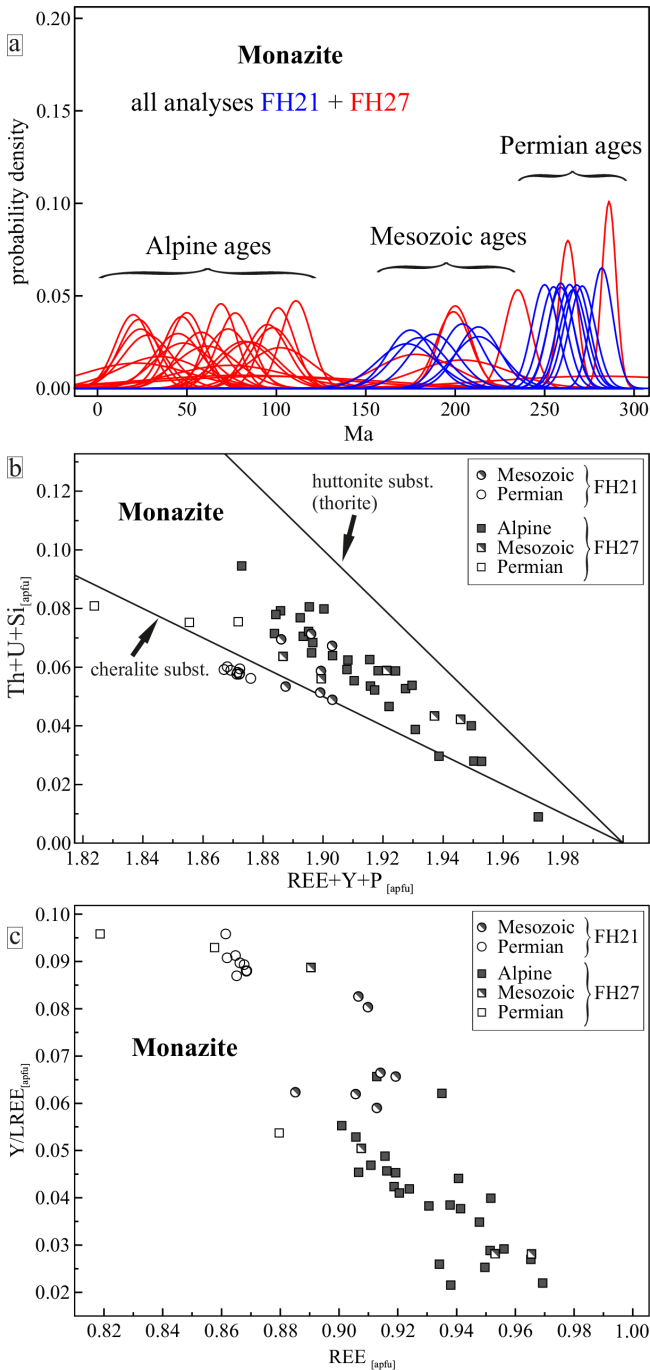 a
Monazite
all analyses FH21 + FH27
Permian ages
Mesozoic ages
Alpine ages
probability density
0.20
0.15
0.10
0.05
0.00
0 50 100 150 200 250 300
Ma
b
Monazite
huttonite subst.
(thorite)
cheralite subst.
Mesozoic
Permian
FH21
Alpine
Mesozoic
Permian
FH27
Th+U+Si[apfu]
0.12
0.10
0.08
0.06
0.04
0.02
0.00
1.82 1.84 1.86 1.88 1.90 1.92 1.94 1.96 1.98
REE+Y+P [apfu]
c
Mesozoic
Permian
FH21
Alpine
Mesozoic
Permian
FH27
Monazite
Y/LREE[apfu]
0.10
0.09
0.08
0.07
0.06
0.05
0.04
0.03
0.02
0.82 0.84 0.86 0.88 0.90 0.92 0.94 0.96 0.98 1.00
REE [apfu]